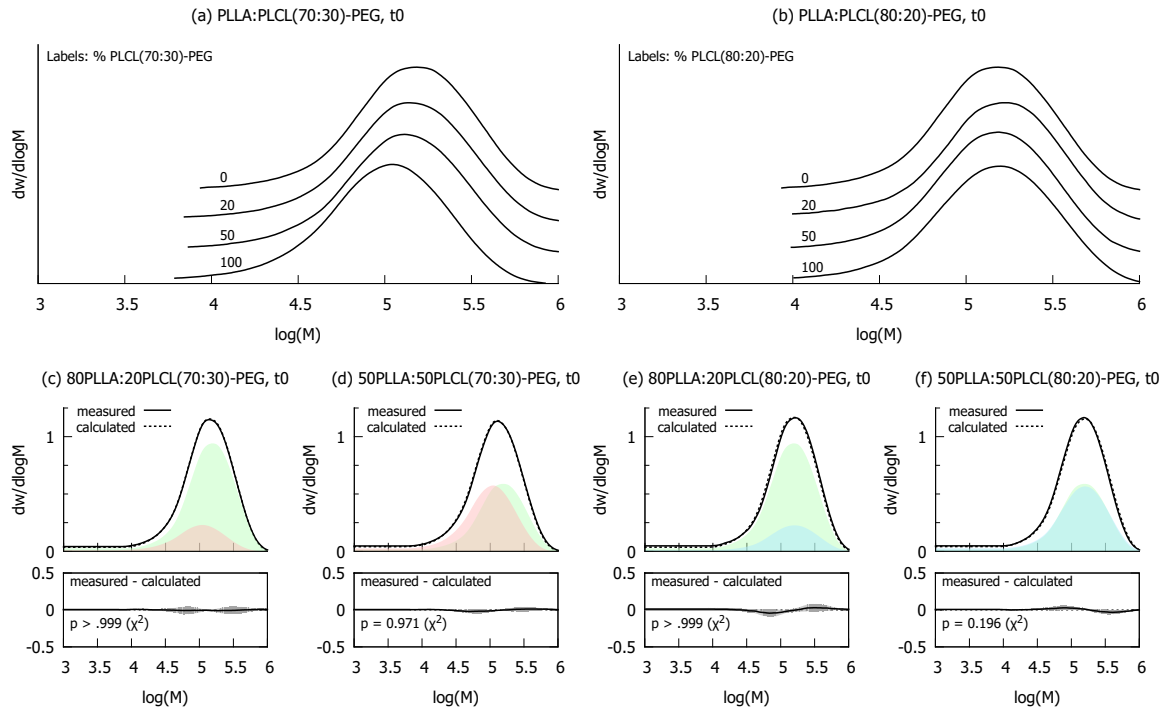 (a) PLLA:PLCL(70:30)-PEG, t0
Labels: % PLCL(70:30)-PEG
dw/dlogM
0
20
50
100
3 3.5 4 4.5 5 5.5 6
log(M)
(b) PLLA:PLCL(80:20)-PEG, t0
Labels: % PLCL(80:20)-PEG
dw/dlogM
0
20
50
100
3 3.5 4 4.5 5 5.5 6
log(M)
(c) 80PLLA:20PLCL(70:30)-PEG, t0
measured
calculated
1
dw/dlogM
0
0.5
measured - calculated
0
p > .999 (χ²)
-0.5
3 3.5 4 4.5 5 5.5 6
log(M)
(d) 50PLLA:50PLCL(70:30)-PEG, t0
measured
calculated
1
dw/dlogM
0
0.5
measured - calculated
0
p = 0.971 (χ²)
-0.5
3 3.5 4 4.5 5 5.5 6
log(M)
(e) 80PLLA:20PLCL(80:20)-PEG, t0
measured
calculated
1
dw/dlogM
0
0.5
measured - calculated
0
p > .999 (χ²)
-0.5
3 3.5 4 4.5 5 5.5 6
log(M)
(f) 50PLLA:50PLCL(80:20)-PEG, t0
measured
calculated
1
dw/dlogM
0
0.5
measured - calculated
0
p = 0.196 (χ²)
-0.5
3 3.5 4 4.5 5 5.5 6
log(M)